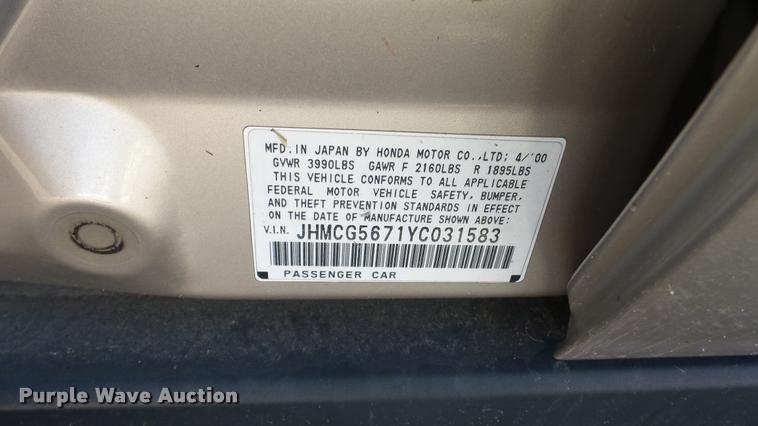 MFD. IN JAPAN BY HONDA MOTOR CO.,LTD; 4/'00
GVWR 3990LBS GAWR F 2160LBS R 1895LBS
THIS VEHICLE CONFORMS TO ALL APPLICABLE
FEDERAL MOTOR VEHICLE SAFETY, BUMPER,
AND THEFT PREVENTION STANDARDS IN EFFECT
ON THE DATE OF MANUFACTURE SHOWN ABOVE:
V.I.N. JHMCG5671YC031583
PASSENGER CAR
Purple Wave Auction®